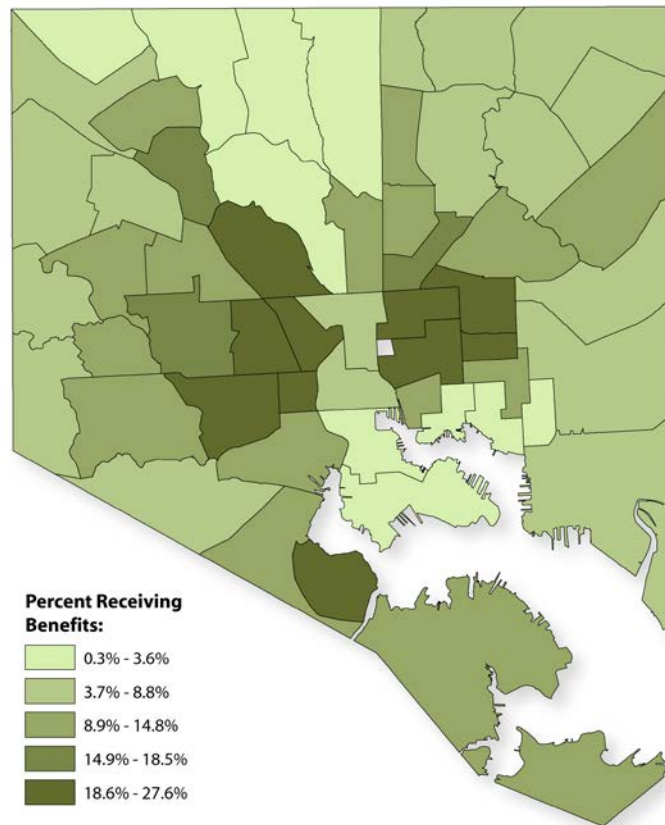 Percent Receiving
Benefits:
0.3% - 3.6%
3.7% - 8.8%
8.9% - 14.8%
14.9% - 18.5%
18.6% - 27.6%